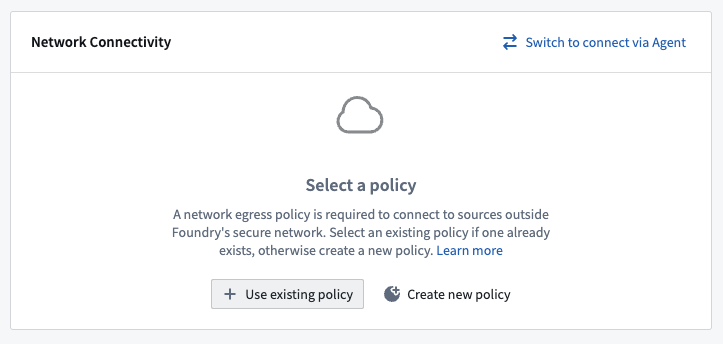 Network Connectivity
Switch to connect via Agent
Select a policy
A network egress policy is required to connect to sources outside
Foundry's secure network. Select an existing policy if one already
exists, otherwise create a new policy. Learn more
Use existing policy
Create new policy